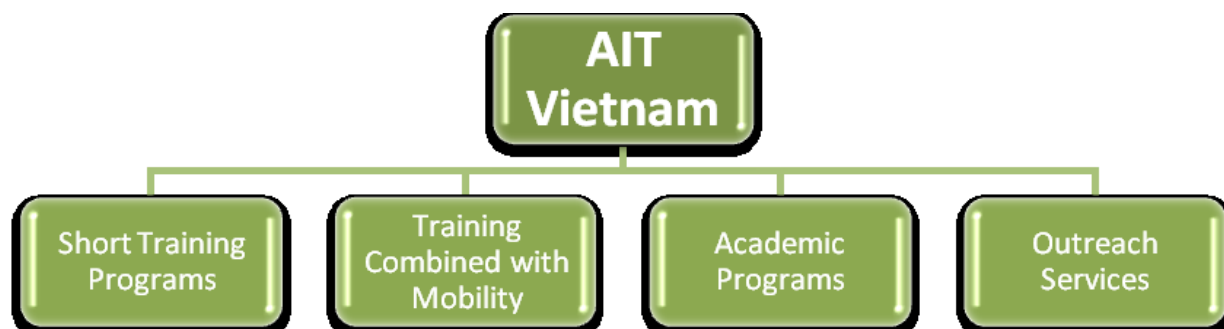 AIT
Vietnam
Short Training
Programs
Training
Combined with
Mobility
Academic
Programs
Outreach
Services